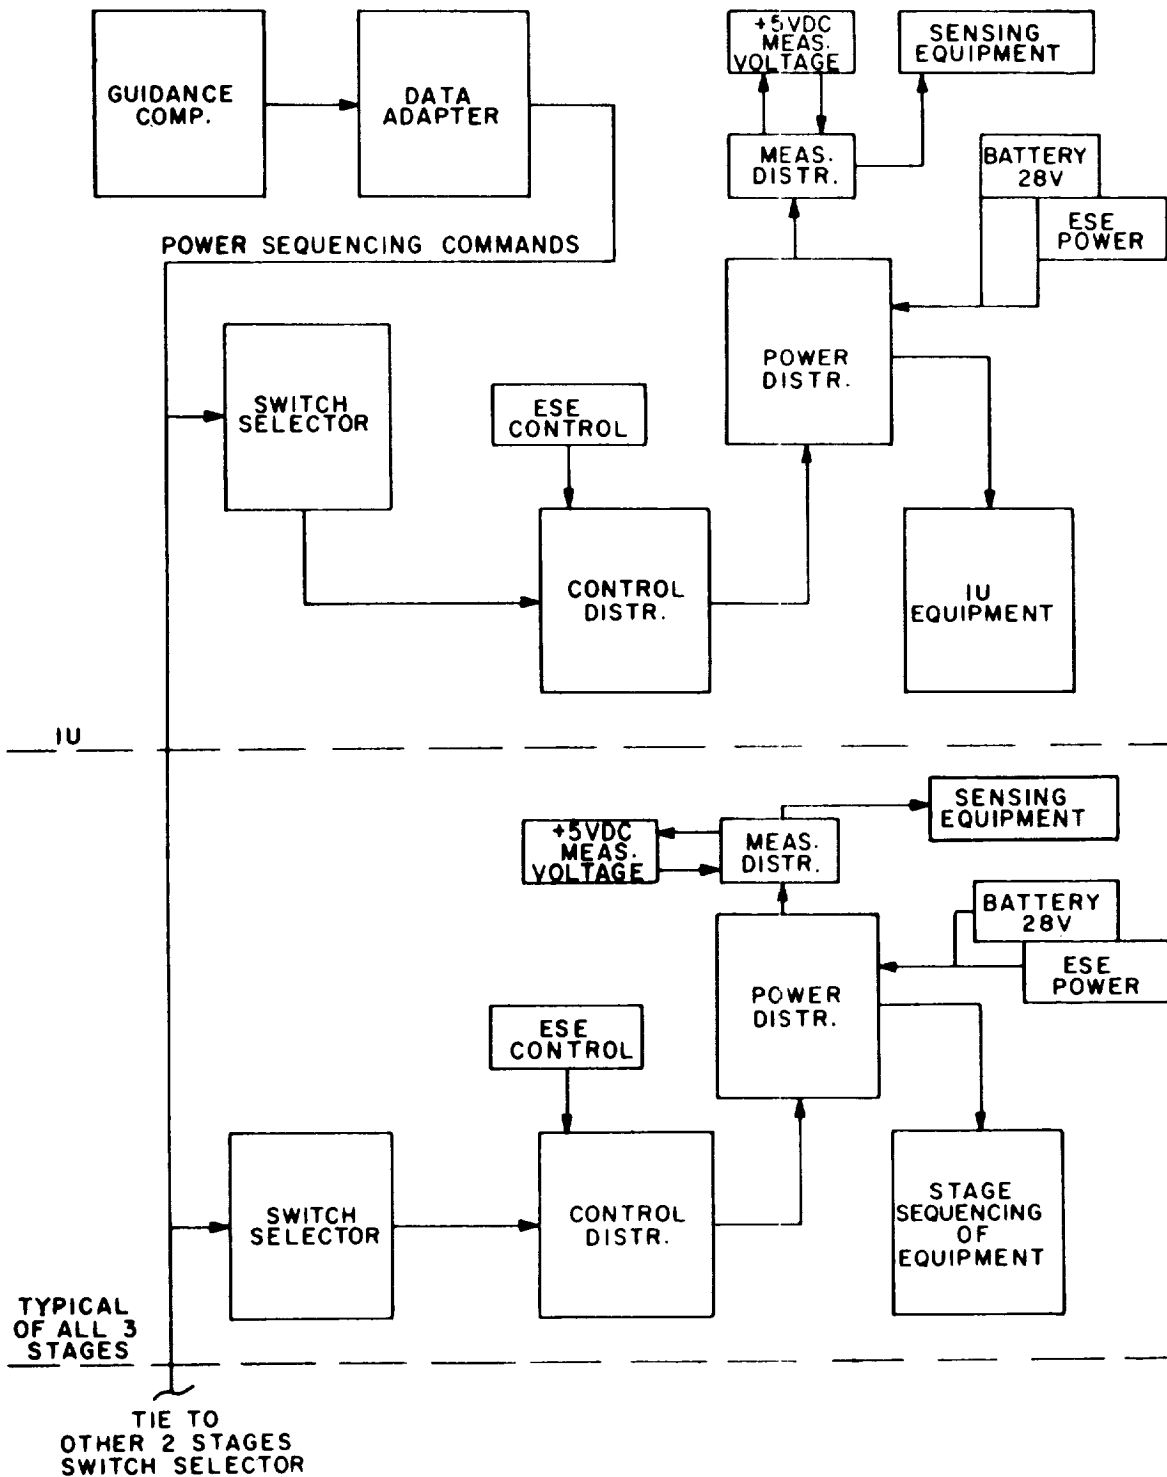 GUIDANCE
COMP.
DATA
ADAPTER
+5VDC
MEAS.
VOLTAGE
SENSING
EQUIPMENT
MEAS.
DISTR.
BATTERY
28V
ESE
POWER
POWER SEQUENCING COMMANDS
POWER
DISTR.
SWITCH
SELECTOR
ESE
CONTROL
CONTROL
DISTR.
IU
EQUIPMENT
IU
SENSING
EQUIPMENT
+5VDC
MEAS.
VOLTAGE
MEAS.
DISTR.
BATTERY
28V
ESE
POWER
POWER
DISTR.
ESE
CONTROL
SWITCH
SELECTOR
CONTROL
DISTR.
STAGE
SEQUENCING
OF
EQUIPMENT
TYPICAL
OF ALL 3
STAGES
TIE TO
OTHER 2 STAGES
SWITCH SELECTOR